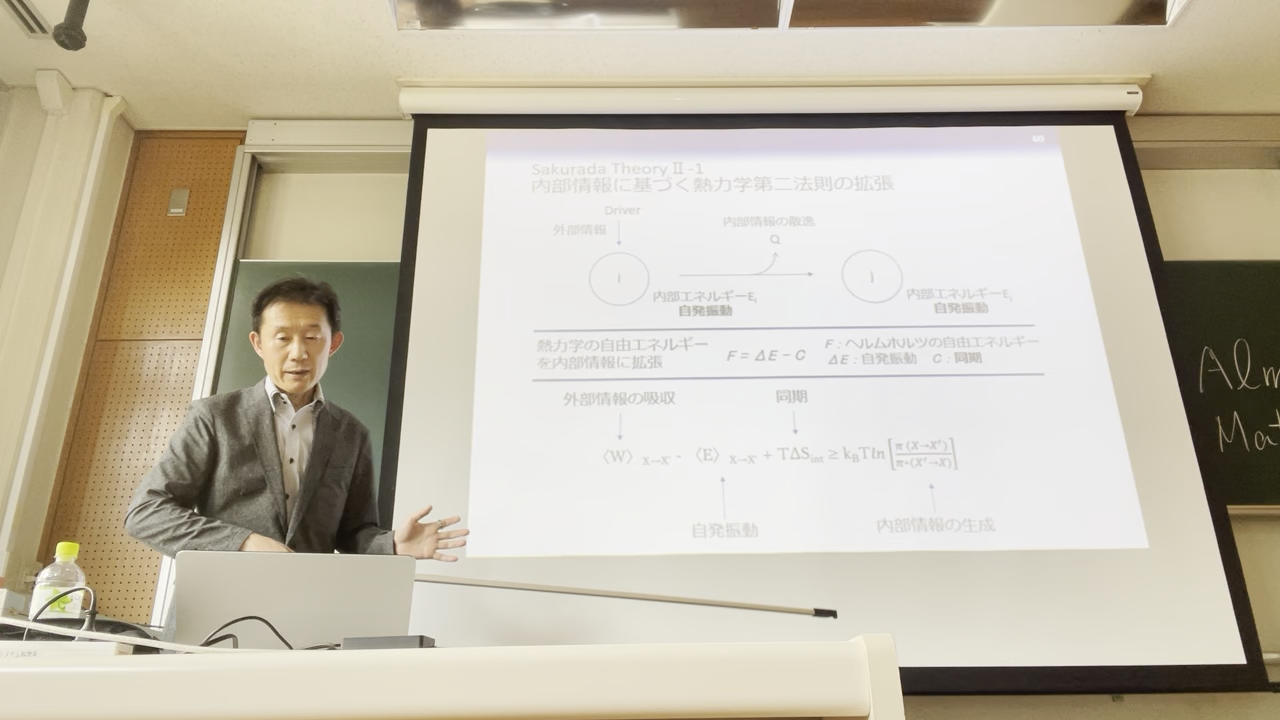 Sakurada Theory Ⅱ-1
内部情報に基づく熱力学第二法則の拡張
Driver
外部情報
内部情報の散逸
Q
内部エネルギーEᵢ
自発振動
内部エネルギーEⱼ
自発振動
熱力学の自由エネルギー
を内部情報に拡張
F = ΔE − C
F : ヘルムホルツの自由エネルギー
ΔE : 自発振動 C : 同期
外部情報の吸収
同期
〈W〉 X→X' - 〈E〉 X→X' + TΔSint ≥ kBT ln [π (X→X') / π*(X'→X)]
自発振動
内部情報の生成
Alm
Mat